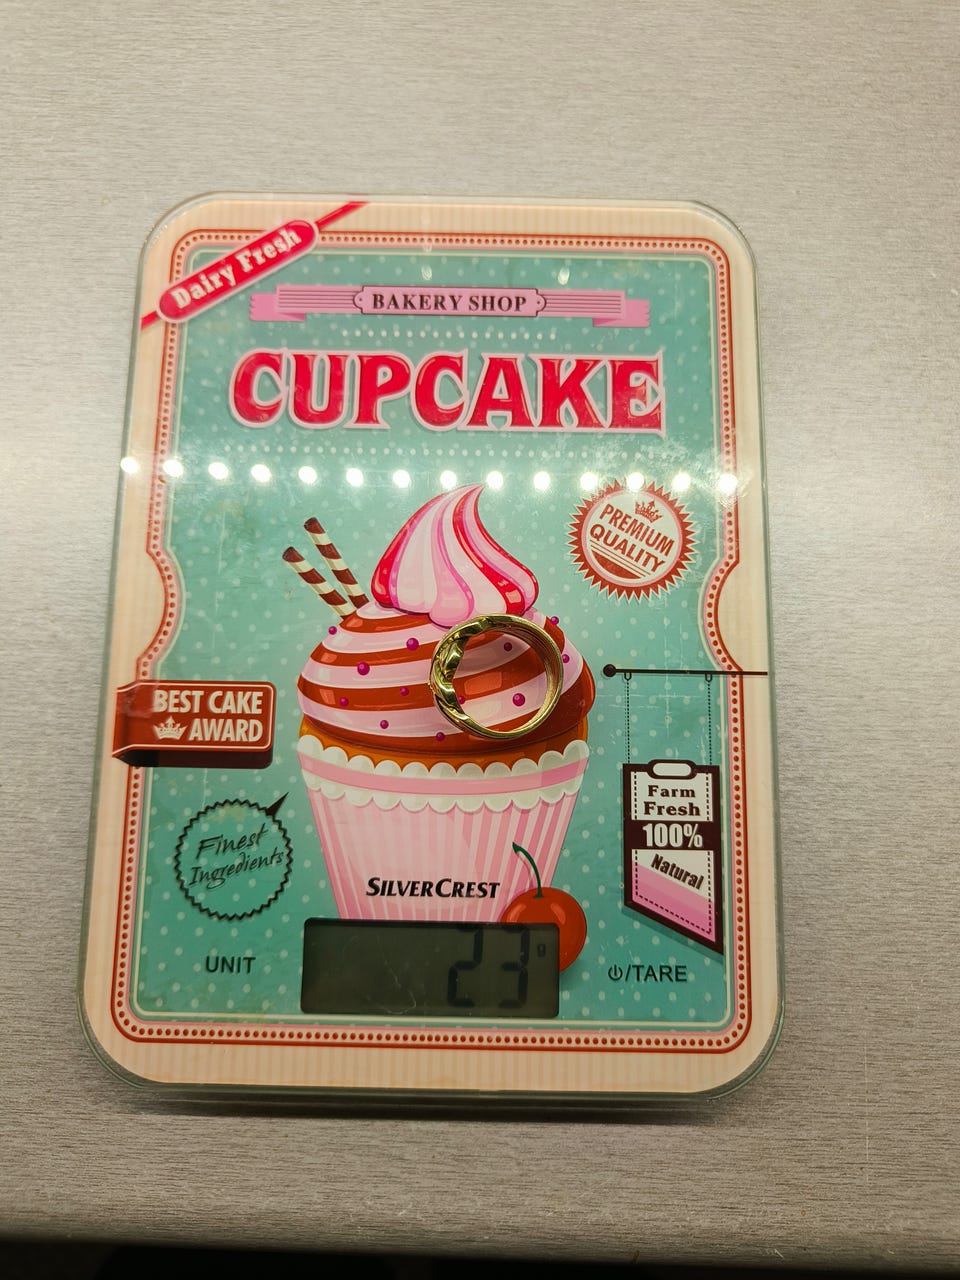 Dairy Fresh
BAKERY SHOP
CUPCAKE
PREMIUM
QUALITY
BEST CAKE
AWARD
Farm
Fresh
100%
Natural
Finest
Ingredients
SILVERCREST
UNIT
23 g
⏻/TARE